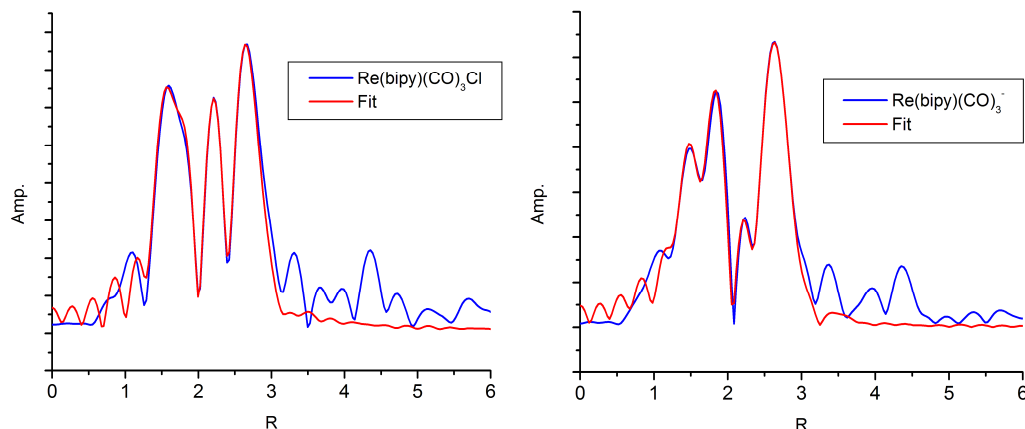 Amp.
Re(bipy)(CO)₃Cl
Fit
0 1 2 3 4 5 6
R
Amp.
Re(bipy)(CO)₃⁻
Fit
0 1 2 3 4 5 6
R